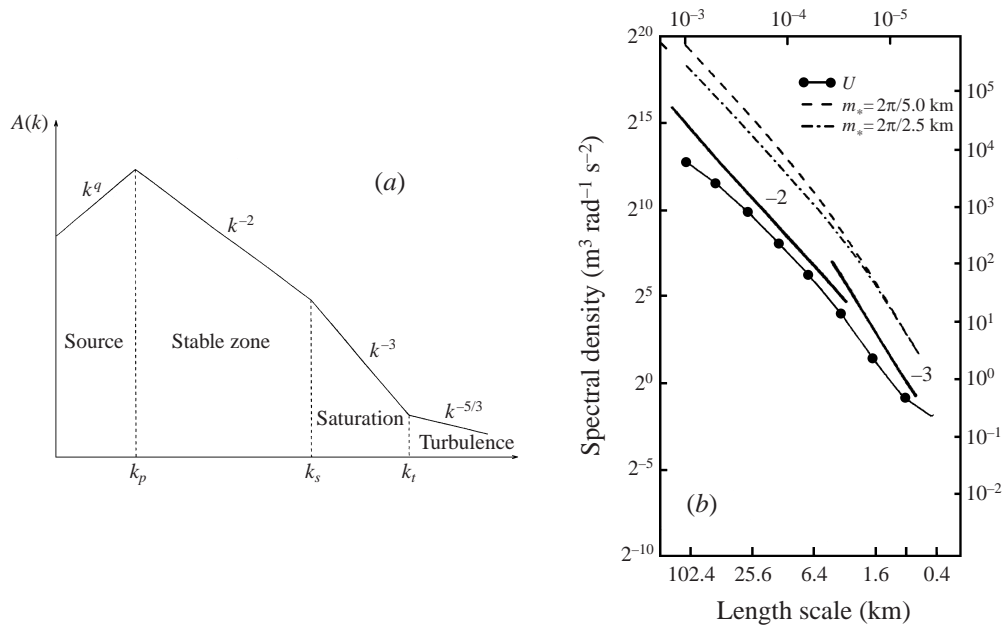 A(k)
(a)
k^q
k^−2
k^−3
k^−5/3
Source
Stable zone
Saturation
Turbulence
k_p
k_s
k_t
10^−3
10^−4
10^−5
2^20
2^15
2^10
2^5
2^0
2^−5
2^−10
Spectral density (m^3 rad^−1 s^−2)
U
m_* = 2π/5.0 km
m_* = 2π/2.5 km
−2
−3
(b)
10^5
10^4
10^3
10^2
10^1
10^0
10^−1
10^−2
102.4
25.6
6.4
1.6
0.4
Length scale (km)